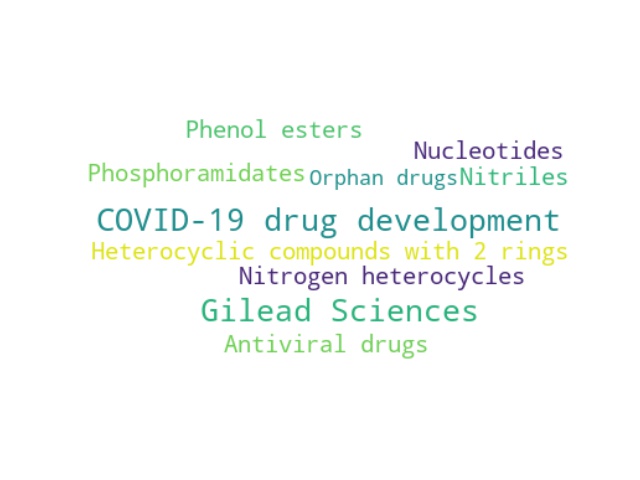 Phenol esters
Nucleotides
Phosphoramidates
Orphan drugs
Nitriles
COVID-19 drug development
Heterocyclic compounds with 2 rings
Nitrogen heterocycles
Gilead Sciences
Antiviral drugs